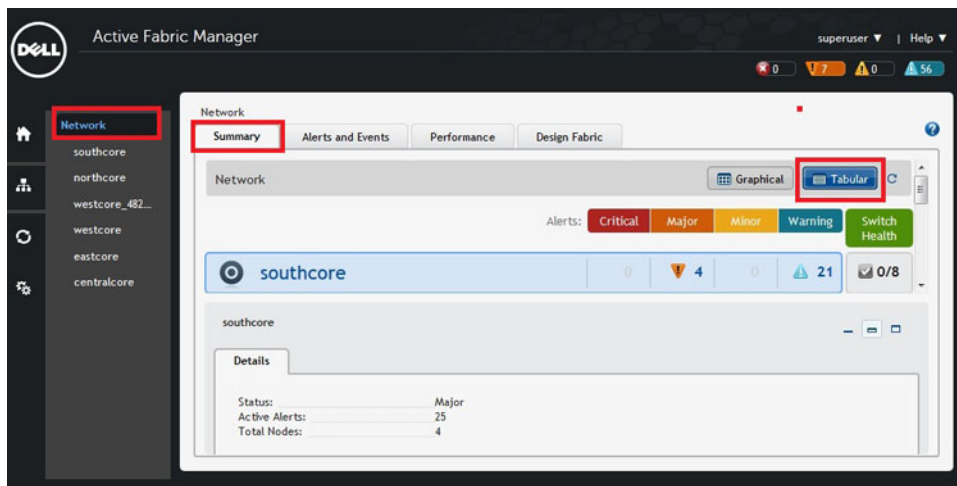 DELL
Active Fabric Manager
superuser ▼ | Help ▼
0 7 0 56
Network
southcore
northcore
westcore_482...
westcore
eastcore
centralcore
Network
Summary Alerts and Events Performance Design Fabric
?
Network Graphical Tabular
Alerts: Critical Major Minor Warning Switch Health
southcore 0 4 0 21 0/8
southcore
Details
Status: Major
Active Alerts: 25
Total Nodes: 4